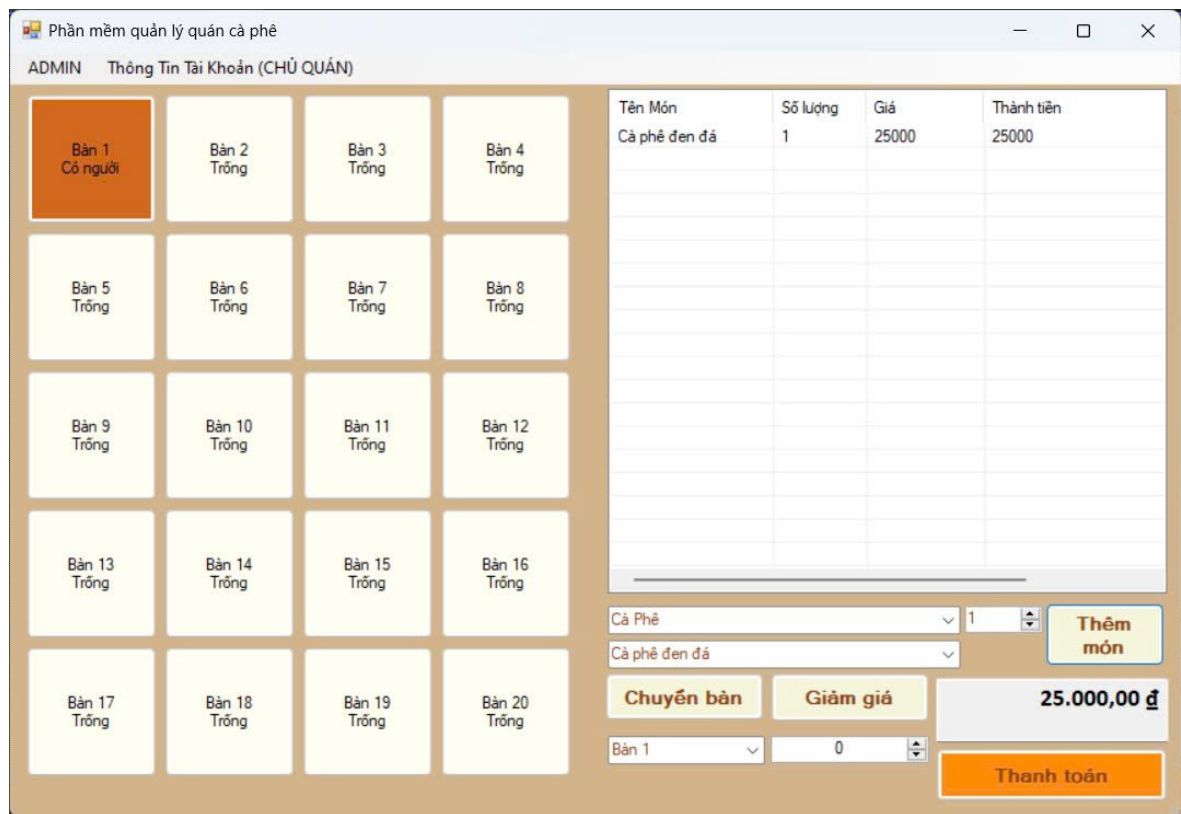 Phần mềm quản lý quán cà phê
ADMIN Thông Tin Tài Khoản (CHỦ QUÁN)
Bàn 1
Có người
Bàn 2
Trống
Bàn 3
Trống
Bàn 4
Trống
Bàn 5
Trống
Bàn 6
Trống
Bàn 7
Trống
Bàn 8
Trống
Bàn 9
Trống
Bàn 10
Trống
Bàn 11
Trống
Bàn 12
Trống
Bàn 13
Trống
Bàn 14
Trống
Bàn 15
Trống
Bàn 16
Trống
Bàn 17
Trống
Bàn 18
Trống
Bàn 19
Trống
Bàn 20
Trống
Tên Món Số lượng Giá Thành tiền
Cà phê đen đá 1 25000 25000
Cà Phê 1
Thêm
món
Cà phê đen đá
Chuyển bàn Giảm giá 25.000,00 ₫
Bàn 1 0
Thanh toán